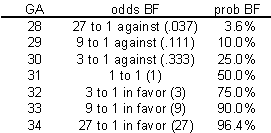 GA odds BF prob BF
28 27 to 1 against (.037) 3.6%
29 9 to 1 against (.111) 10.0%
30 3 to 1 against (.333) 25.0%
31 1 to 1 (1) 50.0%
32 3 to 1 in favor (3) 75.0%
33 9 to 1 in favor (9) 90.0%
34 27 to 1 in favor (27) 96.4%